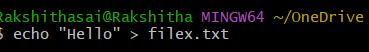 Rakshithasai@Rakshitha MINGW64 ~/OneDrive
$ echo "Hello" > filex.txt